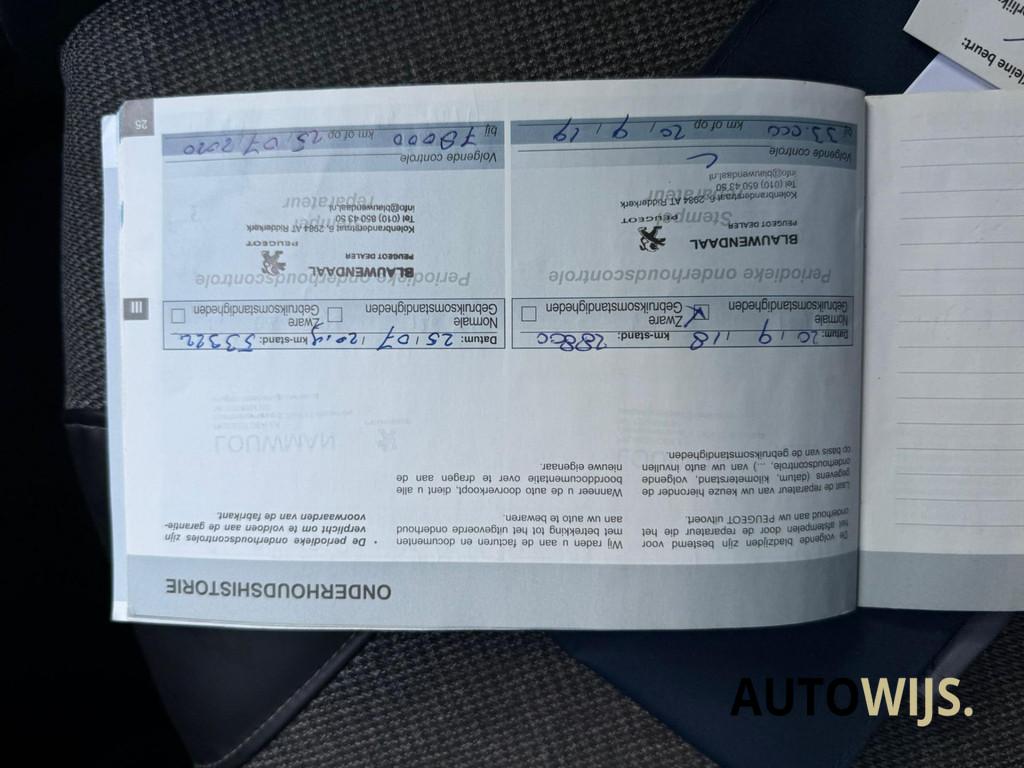 ONDERHOUDSHISTORIE
De volgende bladzijden zijn bestemd voor
het afstempelen door de reparateur die het
onderhoud aan uw PEUGEOT uitvoert.
Laat de reparateur van uw keuze hieronder de
gegevens (datum, kilometerstand, volgende
onderhoudscontrole, ...) van uw auto invullen
op basis van de gebruiksomstandigheden.
Wij raden u aan de facturen en documenten
met betrekking tot het uitgevoerde onderhoud
aan uw auto te bewaren.
Wanneer u de auto doorverkoopt, dient u alle
boorddocumentatie over te dragen aan de
nieuwe eigenaar.
• De periodieke onderhoudscontroles zijn
verplicht om te voldoen aan de garantie-
voorwaarden van de fabrikant.
Datum: 20/9/18 km-stand:
Normale Gebruiksomstandigheden
Zware Gebruiksomstandigheden
Periodieke onderhoudscontrole
BLAUWENDAAL
PEUGEOT DEALER
PEUGEOT
Stempel
reparateur
Kolenbranderstraat 6, 2984 AT Ridderkerk
Tel (010) 650 43 50
info@blauwendaal.nl
Volgende controle
33.000 km of op 20/9/19
Datum: 25/07/2019 km-stand: 53322
Normale Gebruiksomstandigheden
Zware Gebruiksomstandigheden
Periodieke onderhoudscontrole
BLAUWENDAAL
PEUGEOT DEALER
PEUGEOT
Kolenbranderstraat 6, 2984 AT Ridderkerk
Tel (010) 650 43 50
info@blauwendaal.nl
reparateur
Volgende controle
bij 78000 km of op 25/07/2020
III
25
kleine beurt:
AUTOWIJS.